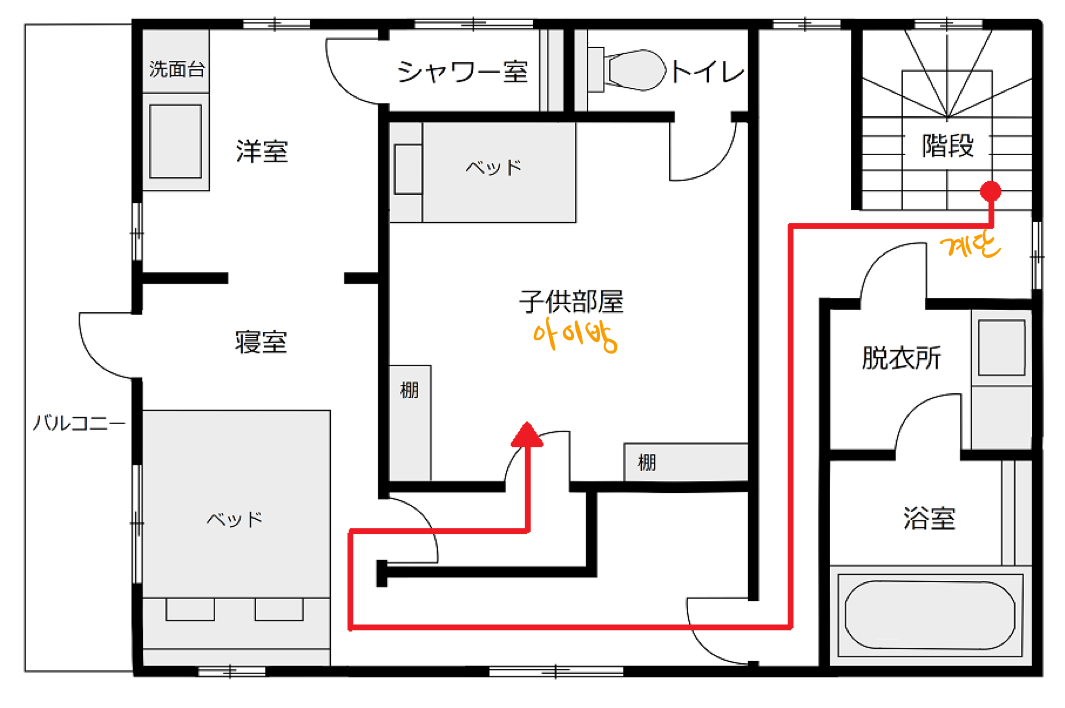 洗面台
シャワー室
トイレ
洋室
ベッド
階段
계단
子供部屋
아이방
寝室
脱衣所
棚
バルコニー
棚
ベッド
浴室